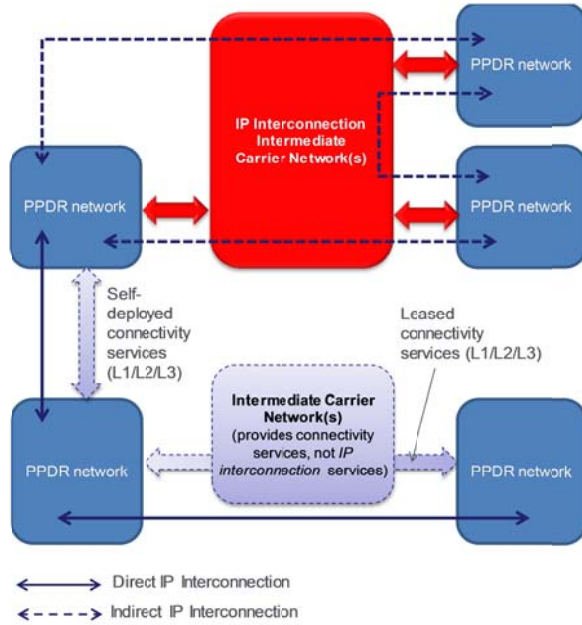 PPDR network
IP Interconnection
Intermediate
Carrier Network(s)
PPDR network
PPDR network
Self-
deployed
connectivity
services
(L1/L2/L3)
Leased
connectivity
services (L1/L2/L3)
Intermediate Carrier
Network(s)
(provides connectivity
services, not IP
interconnection services)
PPDR network
PPDR network
Direct IP Interconnection
Indirect IP Interconnection